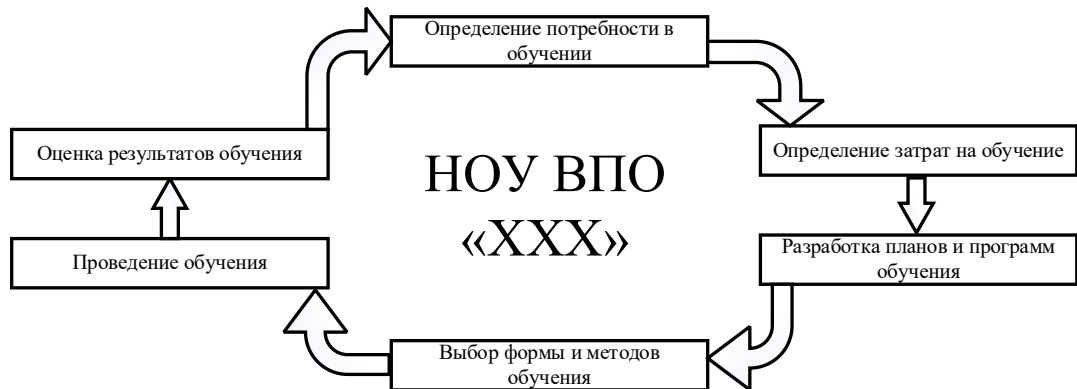 Определение потребности в
обучении
Определение затрат на обучение
Разработка планов и программ
обучения
Выбор формы и методов
обучения
Проведение обучения
Оценка результатов обучения
НОУ ВПО
«XXX»